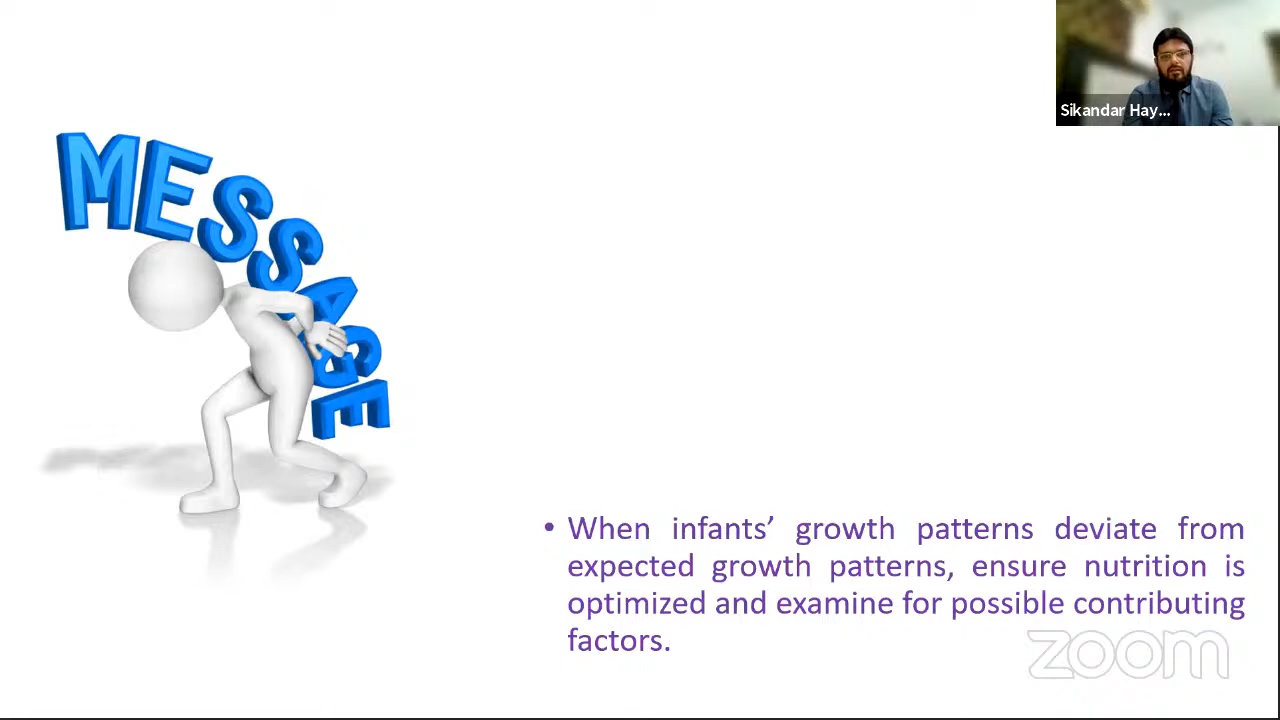 Sikandar Hay...
MESSAGE
• When infants’ growth patterns deviate from
expected growth patterns, ensure nutrition is
optimized and examine for possible contributing
factors.
zoom